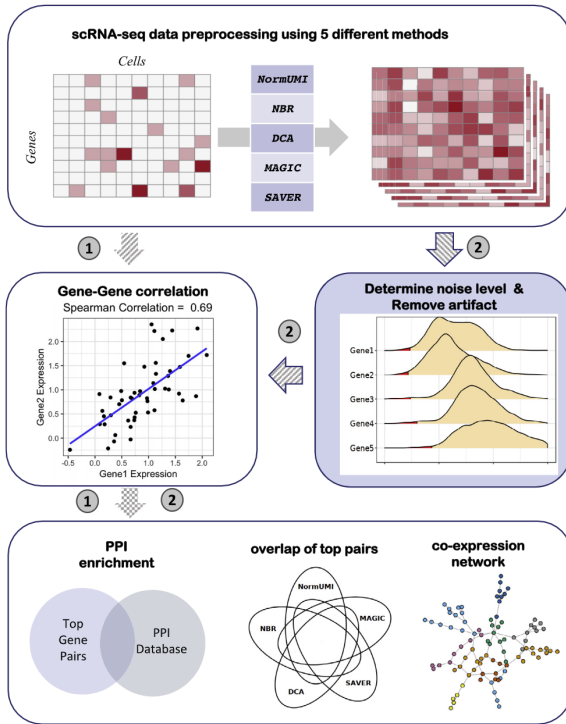 scRNA-seq data preprocessing using 5 different methods
Cells
Genes
NormUMI
NBR
DCA
MAGIC
SAVER
1
2
Gene-Gene correlation
Spearman Correlation = 0.69
Gene2 Expression
2.0
1.5
1.0
0.5
0.0
-0.5 0.0 0.5 1.0 1.5 2.0
Gene1 Expression
2
Determine noise level &
Remove artifact
Gene1
Gene2
Gene3
Gene4
Gene5
1
2
PPI
enrichment
Top
Gene
Pairs
PPI
Database
overlap of top pairs
NormUMI
NBR
MAGIC
DCA
SAVER
co-expression
network